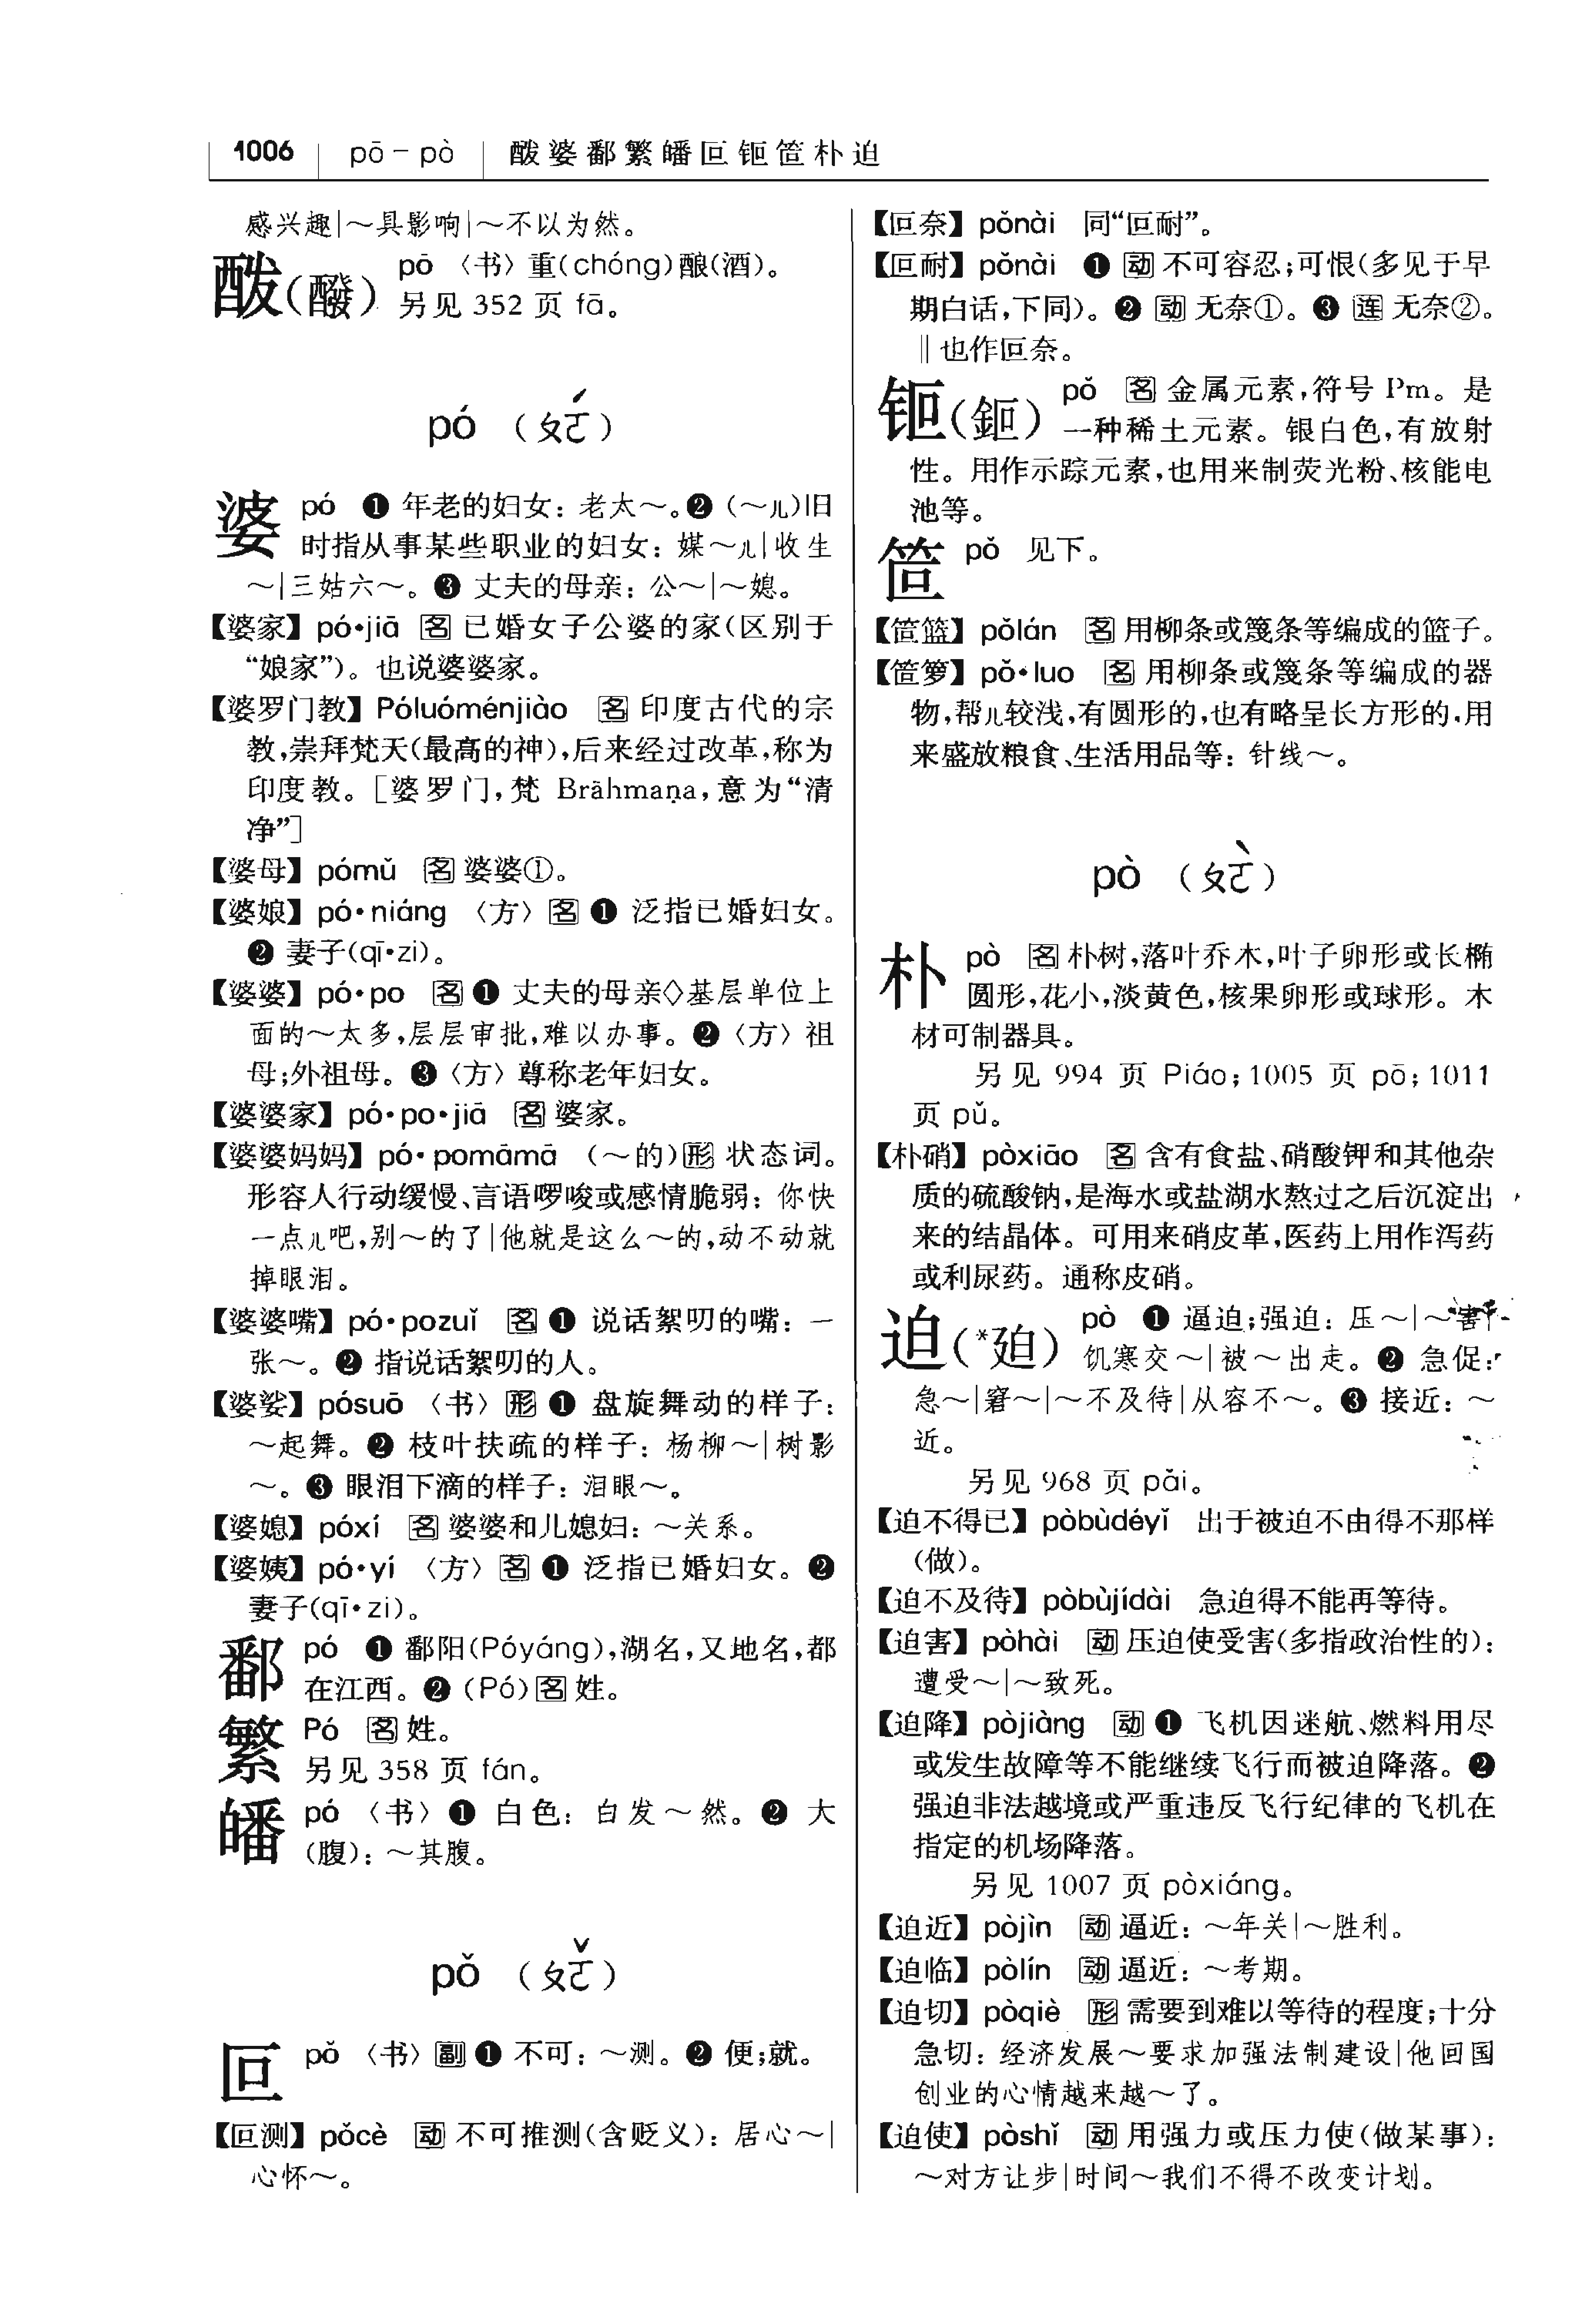 1006 pō－pò 酦婆鄱繁皤叵钷笸朴迫
感兴趣|～具影响|～不以为然。
酦(醱) pō 〈书〉重(chóng)酿(酒)。
另见 352 页 fā。
pó （ㄆㄛˊ）
婆 pó ❶ 年老的妇女：老太～。❷（～儿）旧
时指从事某些职业的妇女：媒～儿|收生
～|三姑六～。❸ 丈夫的母亲：公～|～媳。
【婆家】pó•jiā 名 已婚女子公婆的家（区别于
“娘家”）。也说婆婆家。
【婆罗门教】Póluóménjiào 名 印度古代的宗
教，崇拜梵天（最高的神），后来经过改革，称为
印度教。［婆罗门，梵 Brāhmaṇa，意为“清
净”］
【婆母】pómǔ 名 婆婆①。
【婆娘】pó•niáng 〈方〉名 ❶ 泛指已婚妇女。
❷ 妻子(qī•zi)。
【婆婆】pó•po 名 ❶ 丈夫的母亲◇基层单位上
面的～太多，层层审批，难以办事。❷〈方〉祖
母；外祖母。❸〈方〉尊称老年妇女。
【婆婆家】pó•po•jiā 名 婆家。
【婆婆妈妈】pó•pomāmā （～的）形 状态词。
形容人行动缓慢、言语啰唆或感情脆弱：你快
一点儿吧，别～的了|他就是这么～的，动不动就
掉眼泪。
【婆婆嘴】pó•pozuǐ 名 ❶ 说话絮叨的嘴：一
张～。❷ 指说话絮叨的人。
【婆娑】pósuō 〈书〉形 ❶ 盘旋舞动的样子：
～起舞。❷ 枝叶扶疏的样子：杨柳～|树影
～。❸ 眼泪下滴的样子：泪眼～。
【婆媳】póxí 名 婆婆和儿媳妇：～关系。
【婆姨】pó•yí 〈方〉名 ❶ 泛指已婚妇女。❷
妻子(qī•zi)。
鄱 pó ❶ 鄱阳(Póyáng)，湖名，又地名，都
在江西。❷ (Pó)名 姓。
繁 Pó 名 姓。
另见 358 页 fán。
皤 pó 〈书〉❶ 白色：白发～然。❷ 大
（腹）：～其腹。
pǒ （ㄆㄛˇ）
叵 pǒ 〈书〉副 ❶ 不可：～测。❷ 便；就。
【叵测】pǒcè 动 不可推测（含贬义）：居心～|
心怀～。
【叵奈】pǒnài 同“叵耐”。
【叵耐】pǒnài ❶ 动 不可容忍；可恨（多见于早
期白话，下同）。❷ 动 无奈①。❸ 连 无奈②。
‖也作叵奈。
钷(鉕) pǒ 名 金属元素，符号 Pm。是
一种稀土元素。银白色，有放射
性。用作示踪元素，也用来制荧光粉、核能电
池等。
笸 pǒ 见下。
【笸篮】pǒlán 名 用柳条或篾条等编成的篮子。
【笸箩】pǒ•luo 名 用柳条或篾条等编成的器
物，帮儿较浅，有圆形的，也有略呈长方形的，用
来盛放粮食、生活用品等：针线～。
pò （ㄆㄛˋ）
朴 pò 名 朴树，落叶乔木，叶子卵形或长椭
圆形，花小，淡黄色，核果卵形或球形。木
材可制器具。
另见 994 页 Piáo；1005 页 pō；1011
页 pǔ。
【朴硝】pòxiāo 名 含有食盐、硝酸钾和其他杂
质的硫酸钠，是海水或盐湖水熬过之后沉淀出
来的结晶体。可用来硝皮革，医药上用作泻药
或利尿药。通称皮硝。
迫(*廹) pò ❶ 逼迫；强迫：压～|～害|
饥寒交～|被～出走。❷ 急促：
急～|窘～|～不及待|从容不～。❸ 接近：～
近。
另见 968 页 pǎi。
【迫不得已】pòbùdéyǐ 出于被迫不由得不那样
（做）。
【迫不及待】pòbùjídài 急迫得不能再等待。
【迫害】pòhài 动 压迫使受害（多指政治性的）：
遭受～|～致死。
【迫降】pòjiàng 动 ❶ 飞机因迷航、燃料用尽
或发生故障等不能继续飞行而被迫降落。❷
强迫非法越境或严重违反飞行纪律的飞机在
指定的机场降落。
另见 1007 页 pòxiáng。
【迫近】pòjìn 动 逼近：～年关|～胜利。
【迫临】pòlín 动 逼近：～考期。
【迫切】pòqiè 形 需要到难以等待的程度；十分
急切：经济发展～要求加强法制建设|他回国
创业的心情越来越～了。
【迫使】pòshǐ 动 用强力或压力使（做某事）：
～对方让步|时间～我们不得不改变计划。